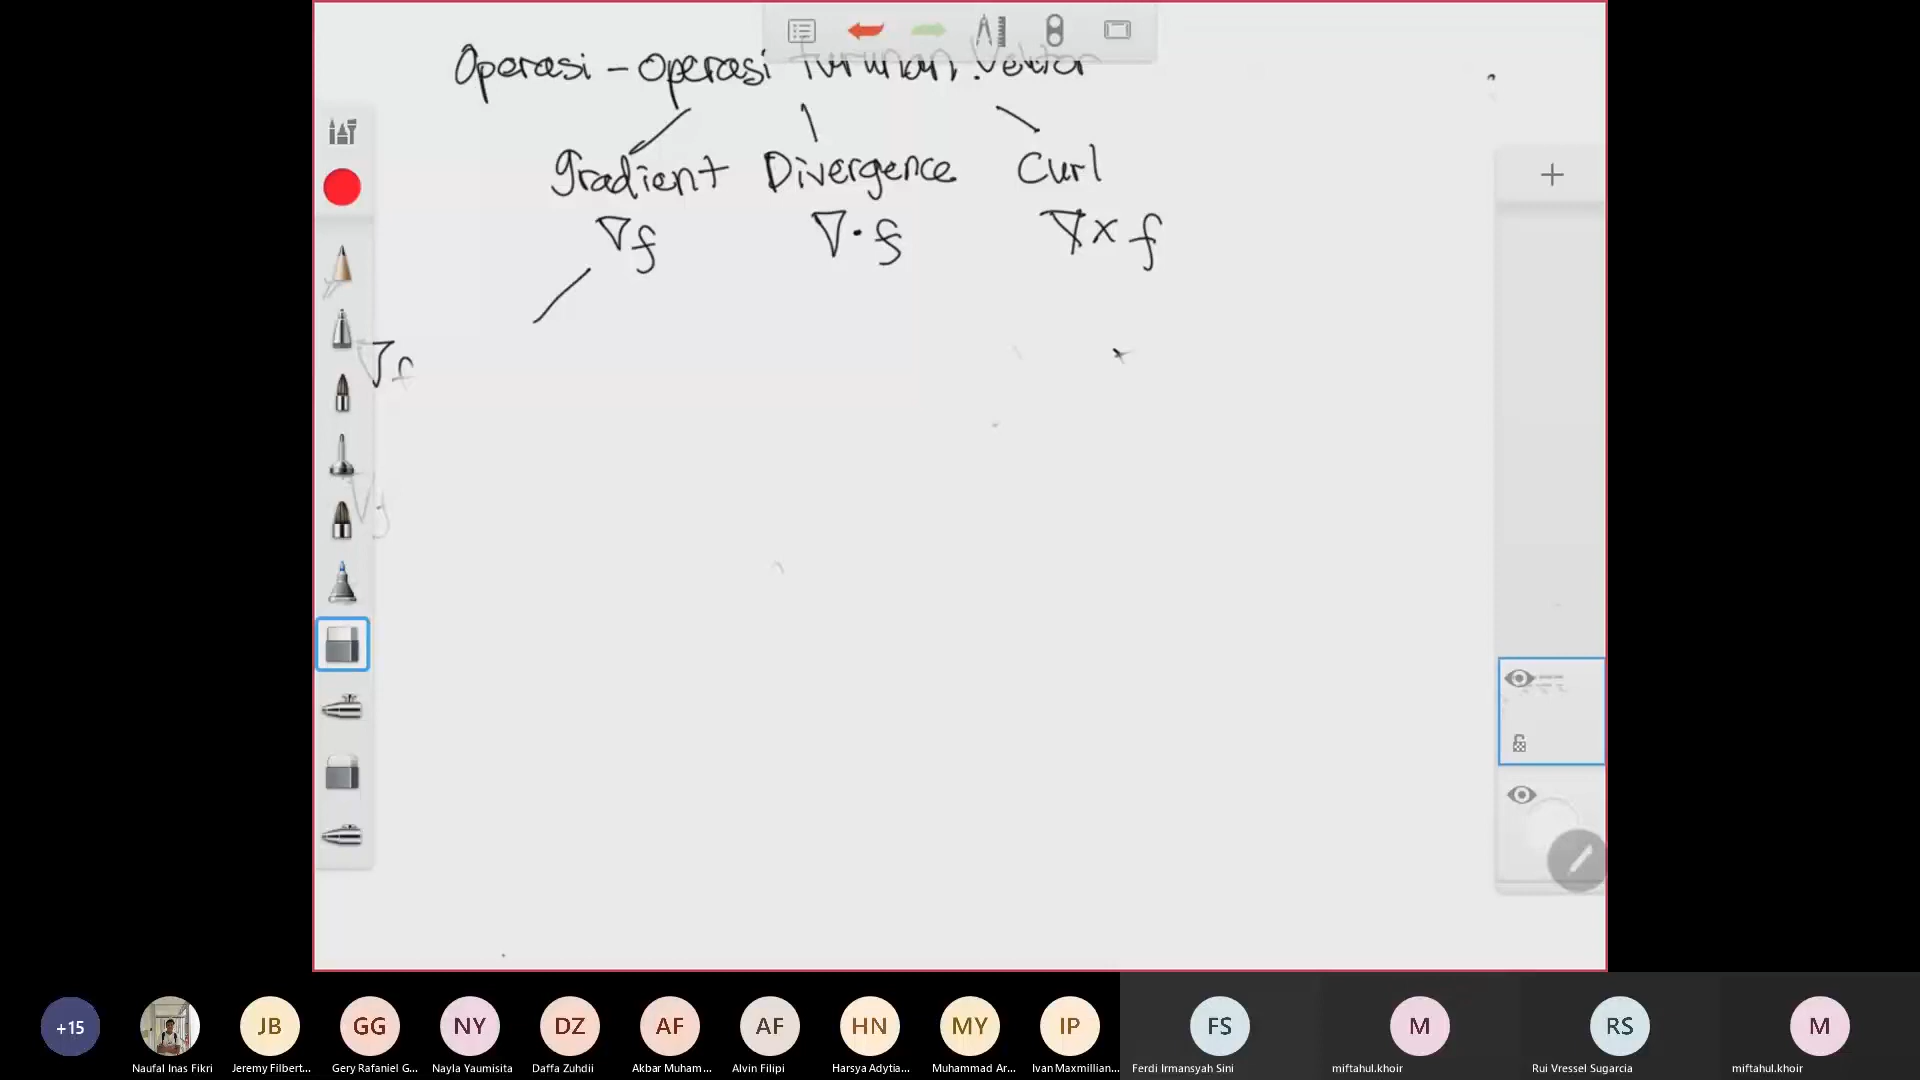 Operasi - operasi turunan Vektor
Gradient Divergence Curl
∇f ∇·f ∇× f
∇f
+15
JB GG NY DZ AF AF HN MY IP FS M RS M
Naufal Inas Fikri Jeremy Filbert... Gery Rafaniel G... Nayla Yaumisita Daffa Zuhdii Akbar Muham... Alvin Filipi Harsya Adytia... Muhammad Ar... Ivan Maxmillian... Ferdi Irmansyah Sini miftahul.khoir Rui Vressel Sugarcia miftahul.khoir